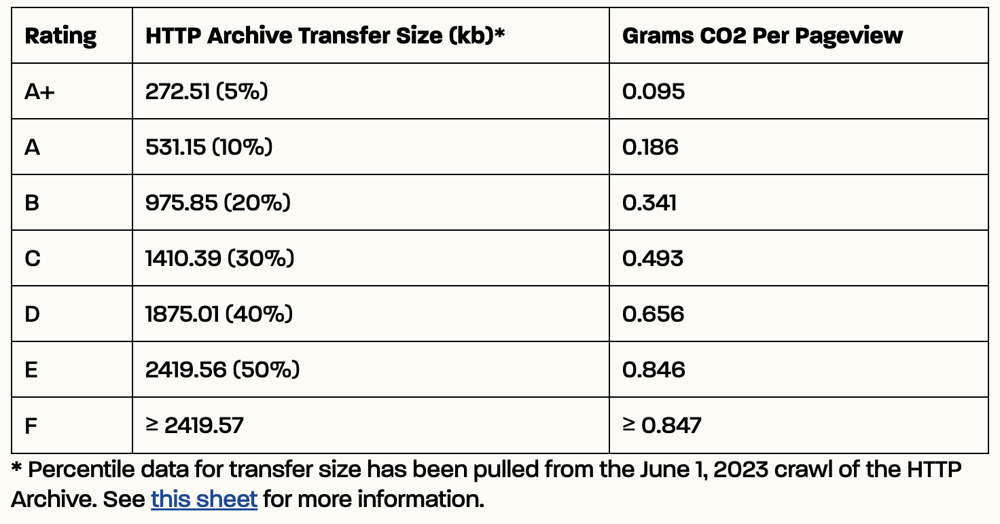 Rating HTTP Archive Transfer Size (kb)* Grams CO2 Per Pageview
A+ 272.51 (5%) 0.095
A 531.15 (10%) 0.186
B 975.85 (20%) 0.341
C 1410.39 (30%) 0.493
D 1875.01 (40%) 0.656
E 2419.56 (50%) 0.846
F ≥ 2419.57 ≥ 0.847
* Percentile data for transfer size has been pulled from the June 1, 2023 crawl of the HTTP
Archive. See this sheet for more information.